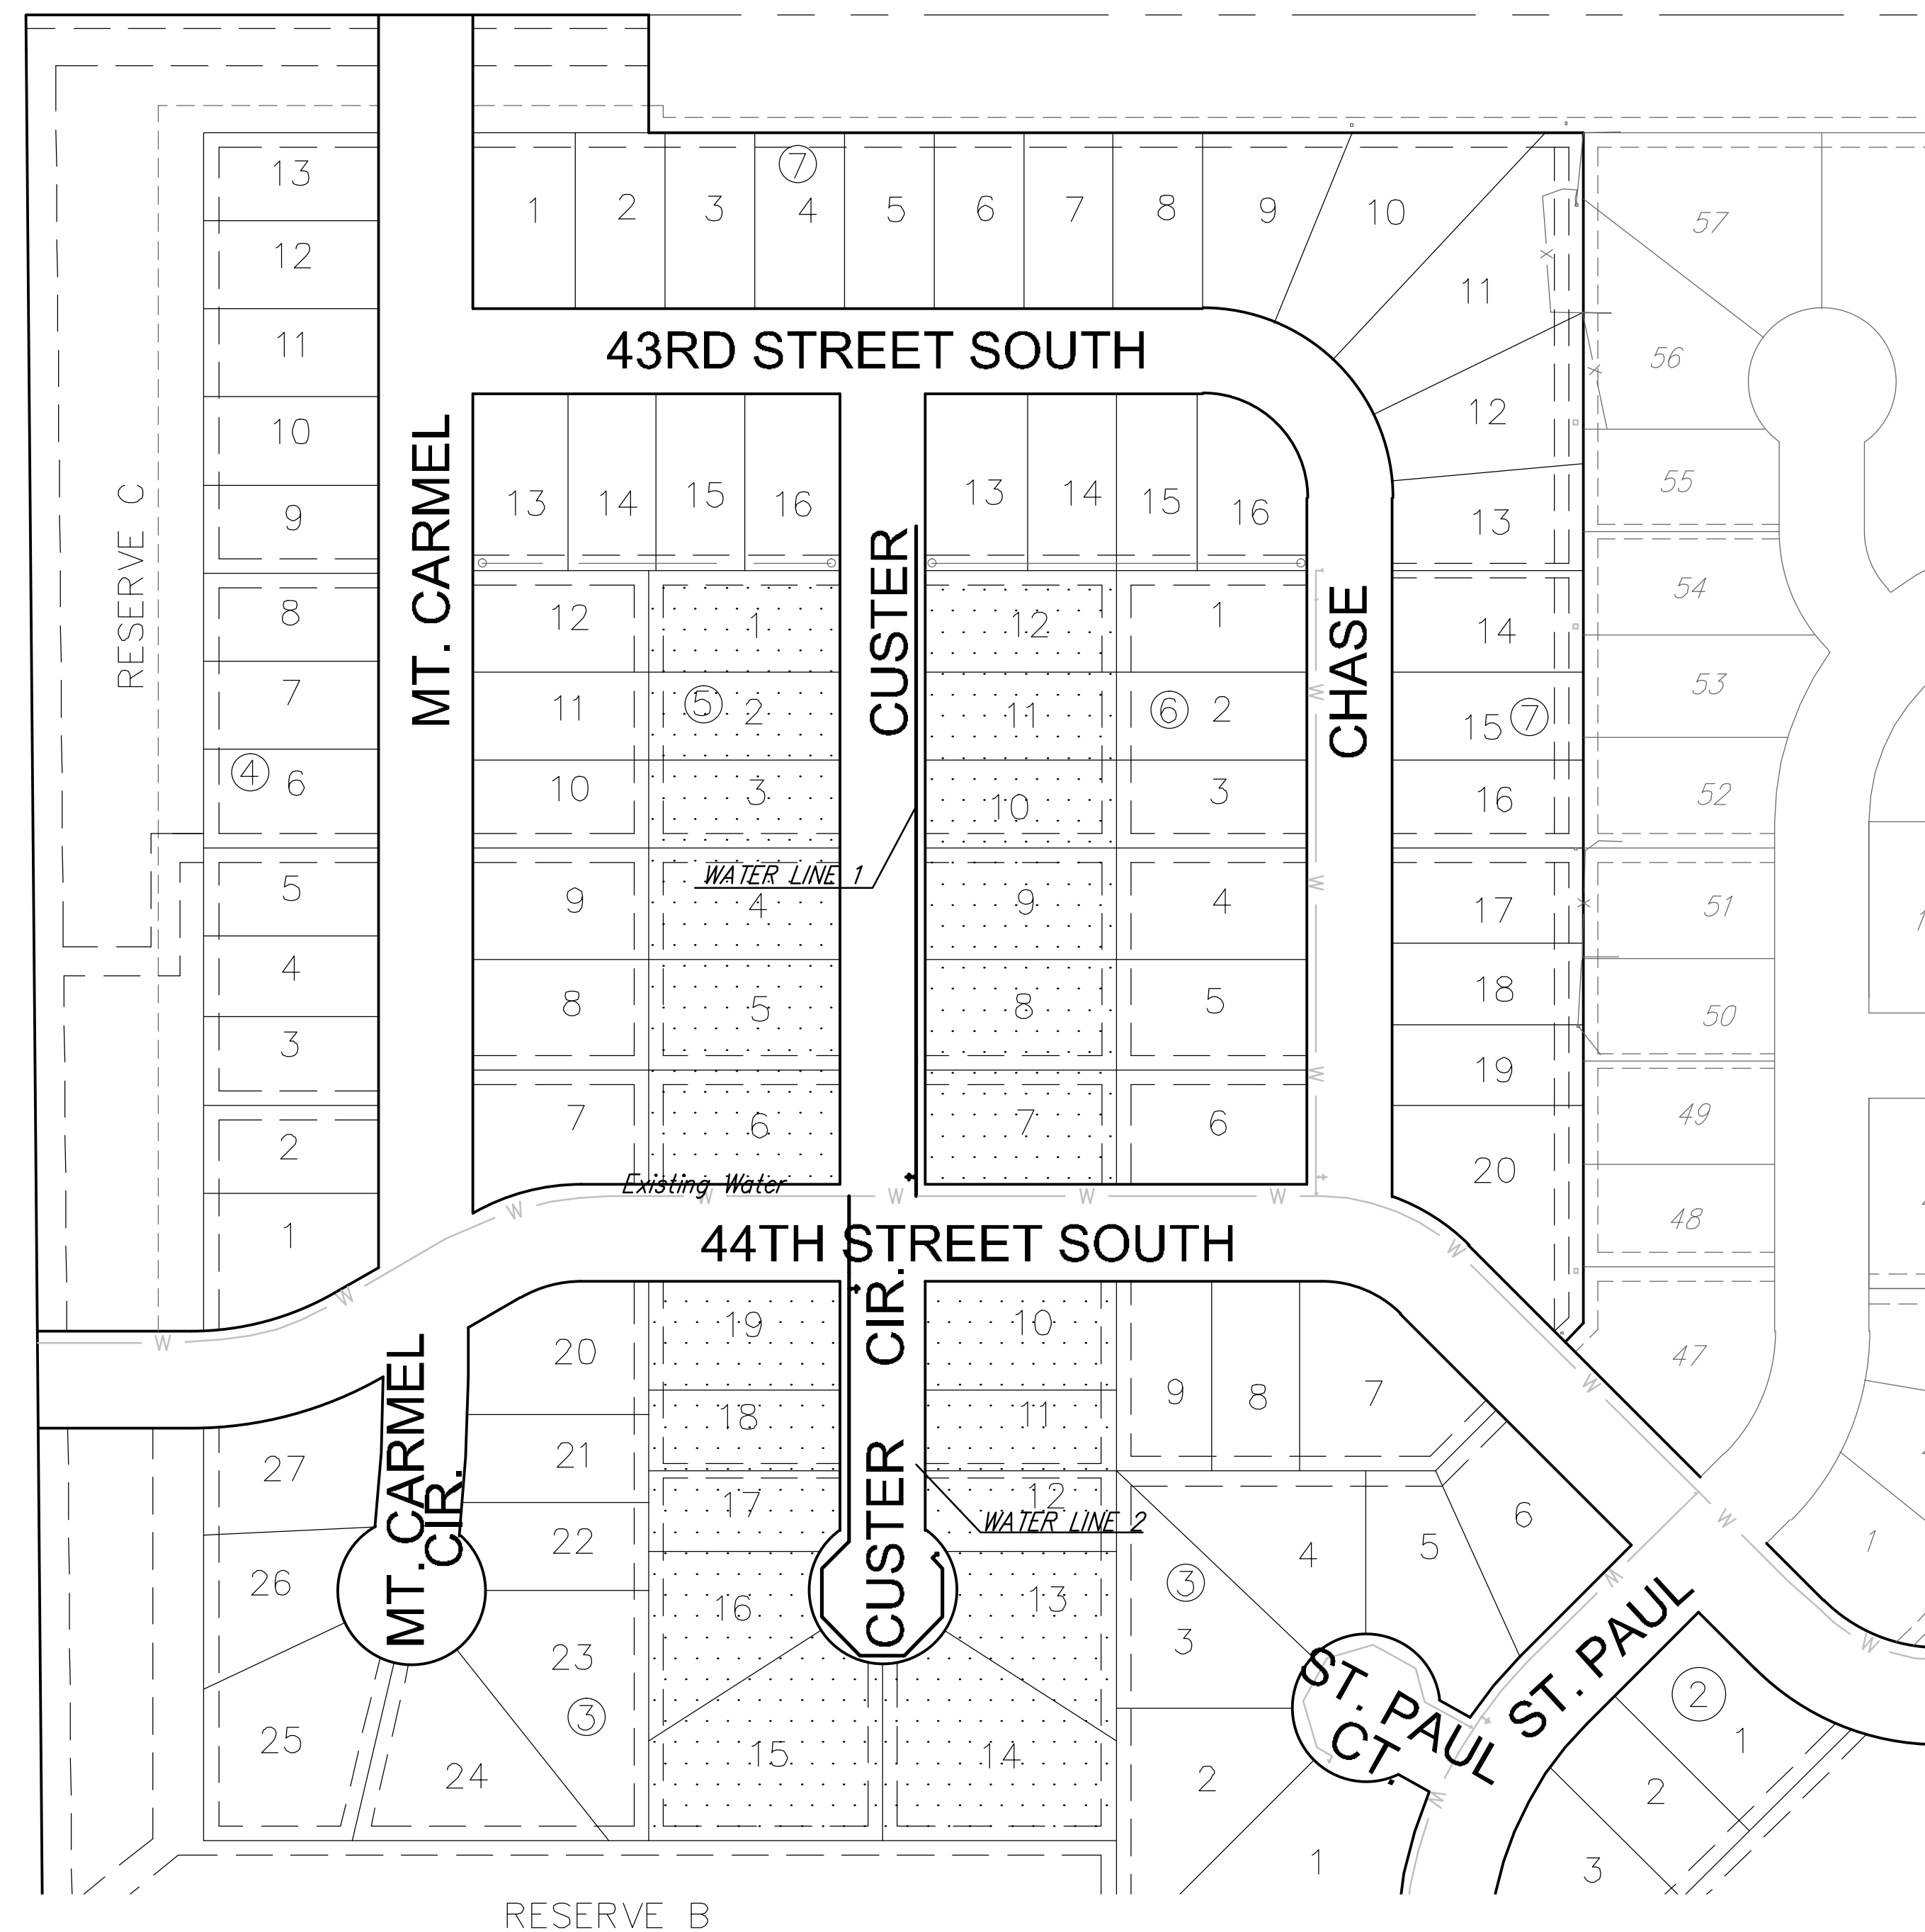 7
13
1 2 3 4 5 6 7 8 9 10
57
12
11
11
43RD STREET SOUTH
56
10
12
MT. CARMEL
RESERVE C
9
13 14 15 16
CUSTER
13 14 15 16
13
55
CHASE
54
8
12
1
12
1
14
53
7
11
5
2
11
6
2
15
7
4
6
10
3
10
3
16
52
WATER LINE 1
5
9
4
9
4
17
51
4
8
5
8
5
18
50
3
19
2
7
6
7
6
49
20
Existing Water
W W W W W
1
48
44TH STREET SOUTH
W
W
W
W
W
W
CIR.
20
19
10
9 8 7
47
MT. CARMEL
CIR.
27
21
18
11
W
CUSTER
17
12
WATER LINE 2
6
W
22
4
5
1
26
16
13
3
W
3
ST. PAUL
W
23
ST. PAUL
CT.
2
3
1
25
15
14
24
2
W
2
1
3
RESERVE B